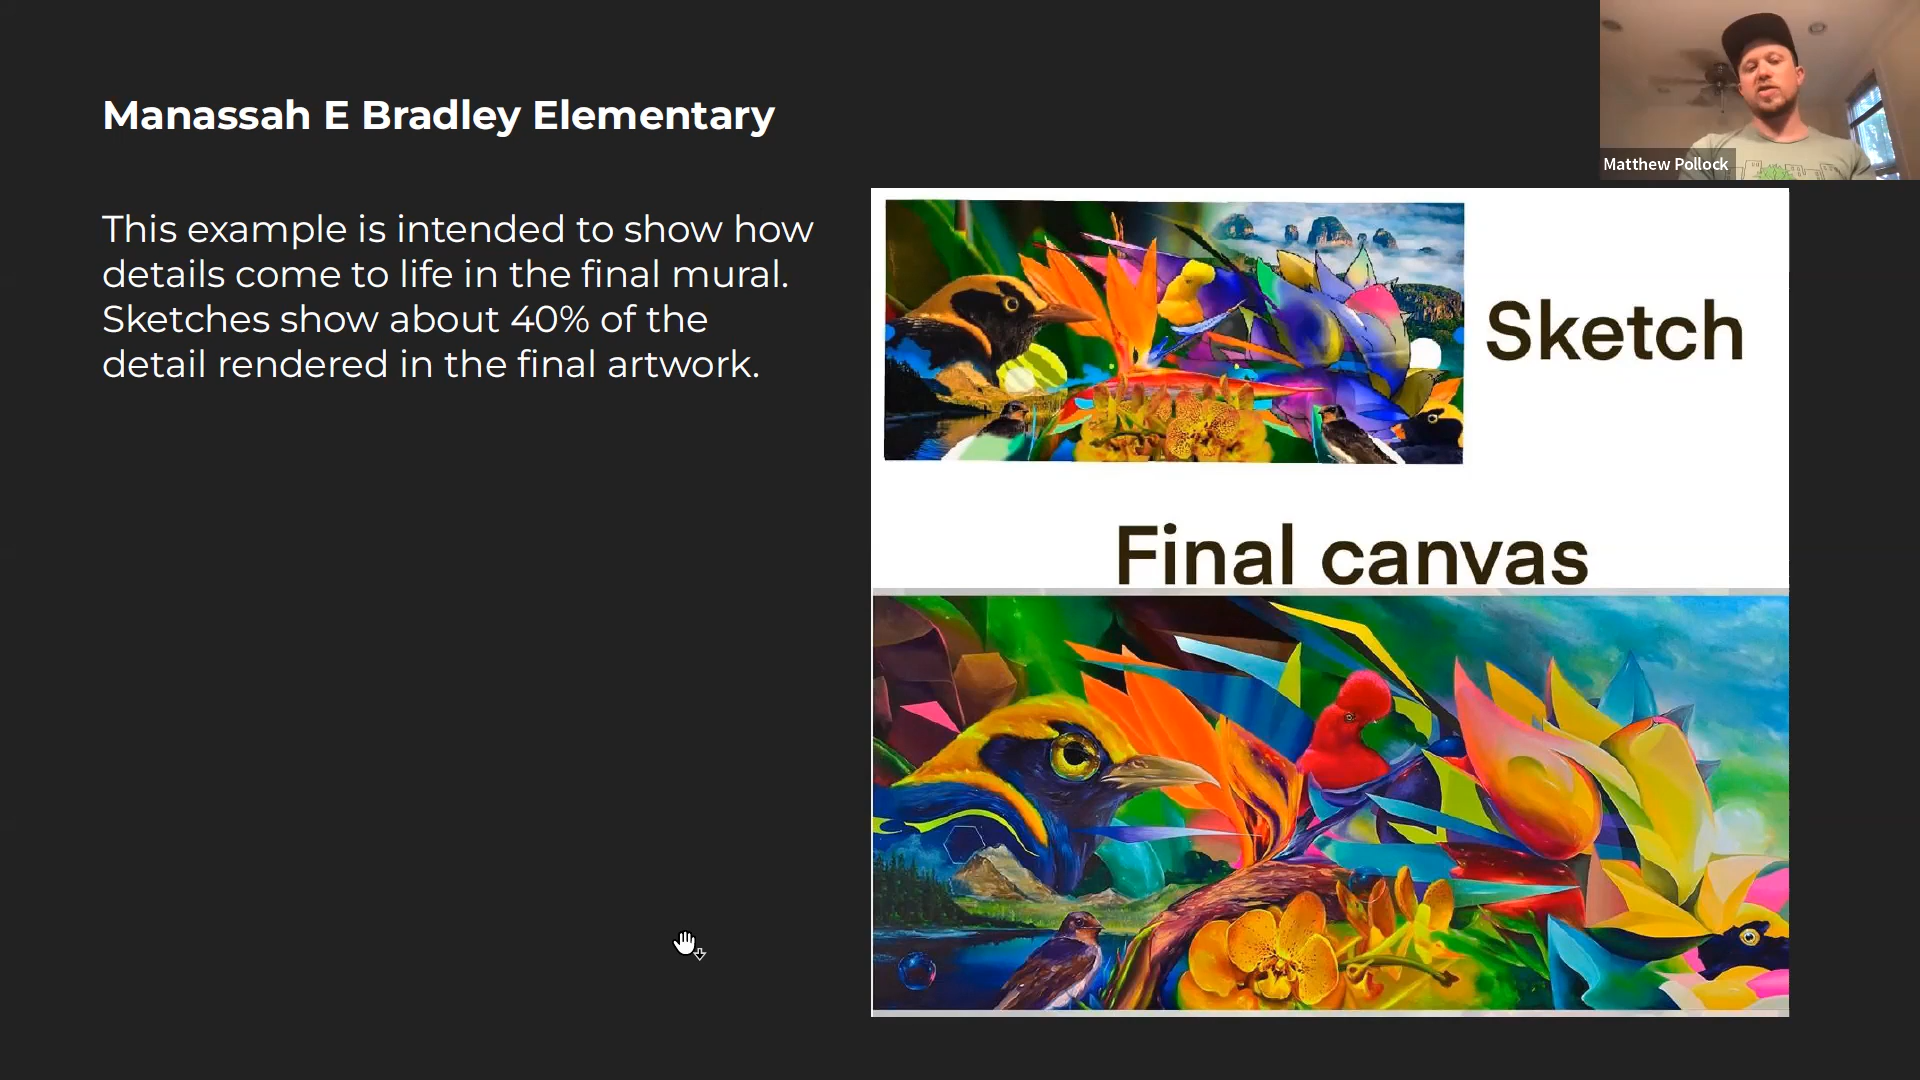 Manassah E Bradley Elementary
This example is intended to show how
details come to life in the final mural.
Sketches show about 40% of the
detail rendered in the final artwork.
Matthew Pollock
Sketch
Final canvas